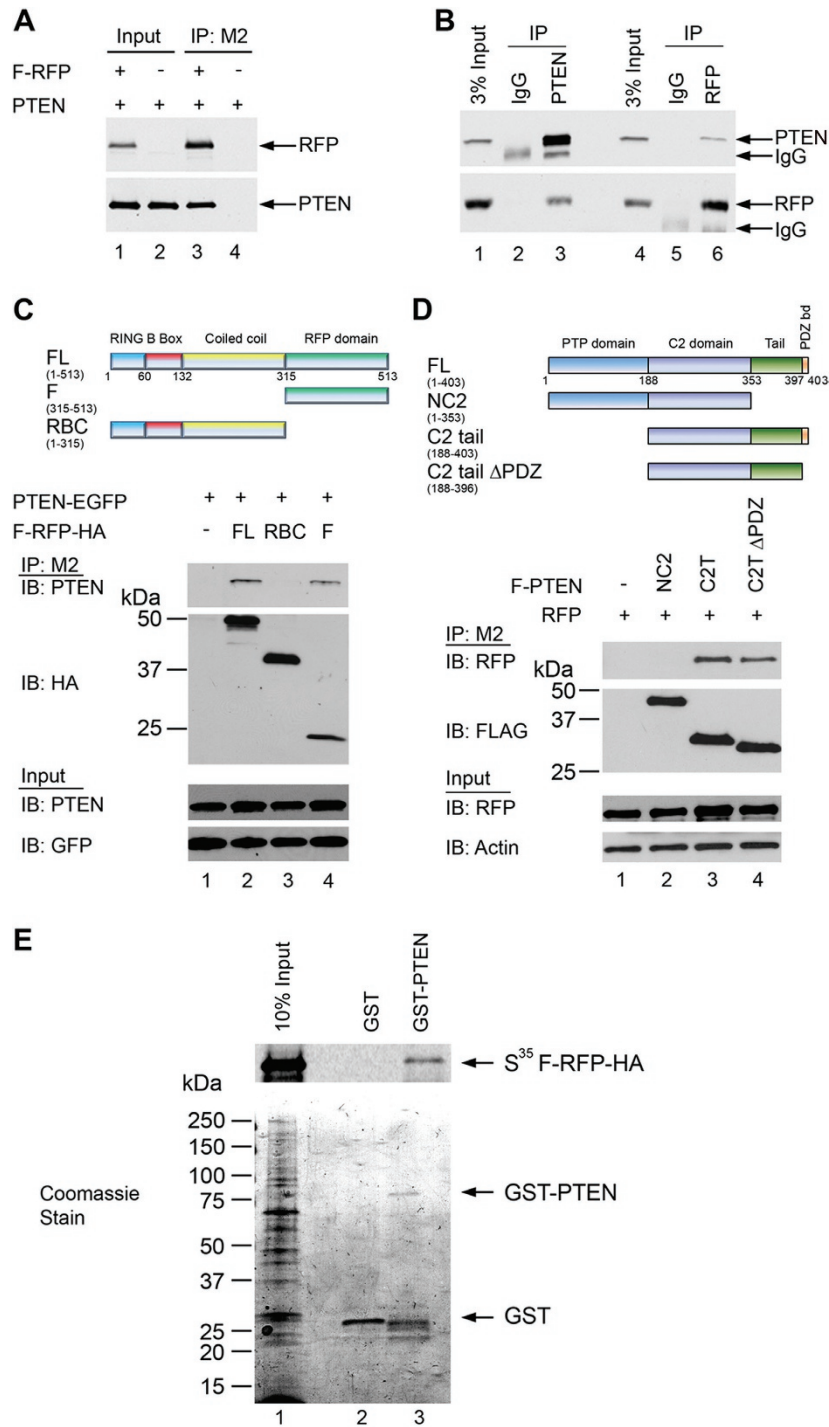 A
Input IP: M2
F-RFP + - + -
PTEN + + + +
RFP
PTEN
1 2 3 4
B
IP IP
3% Input IgG PTEN 3% Input IgG RFP
PTEN
IgG
RFP
IgG
1 2 3 4 5 6
C
RING B Box Coiled coil RFP domain
FL
(1-513)
1 60 132 315 513
F
(315-513)
RBC
(1-315)
PTEN-EGFP + + + +
F-RFP-HA - FL RBC F
IP: M2
IB: PTEN
kDa
50
IB: HA
37
25
Input
IB: PTEN
IB: GFP
1 2 3 4
D
PTP domain C2 domain Tail PDZ bd
FL
(1-403)
1 188 353 397 403
NC2
(1-353)
C2 tail
(188-403)
C2 tail ΔPDZ
(188-396)
F-PTEN - NC2 C2T C2T ΔPDZ
RFP + + + +
IP: M2
IB: RFP
kDa
50
37
IB: FLAG
25
Input
IB: RFP
IB: Actin
1 2 3 4
E
10% Input GST GST-PTEN
S35 F-RFP-HA
kDa
250
150
100
75
GST-PTEN
Coomassie
Stain
50
37
GST
25
20
15
1 2 3